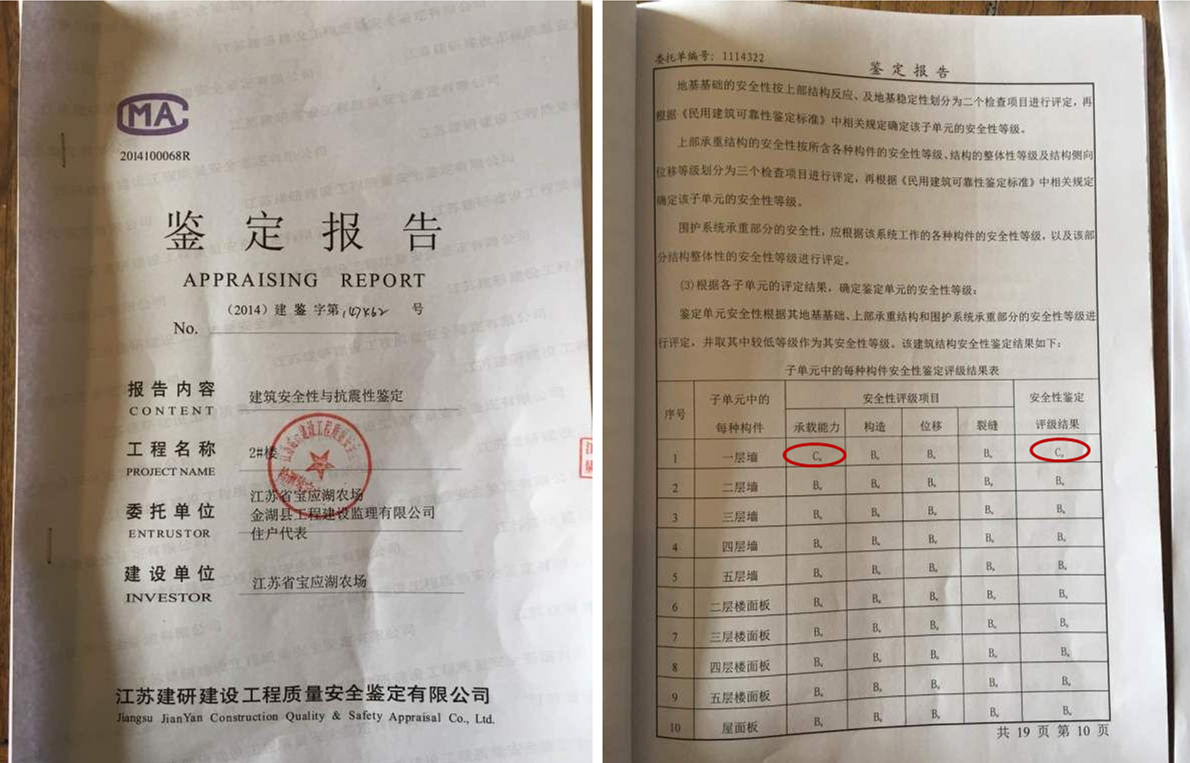 CMA
2014100068R
鉴定报告
APPRAISING REPORT
（2014）建 鉴 字第 号
No.
报告内容
CONTENT
建筑安全性与抗震性鉴定
工程名称
PROJECT NAME
2#楼
委托单位
ENTRUSTOR
江苏省宝应湖农场
金湖县工程建设监理有限公司
住户代表
建设单位
INVESTOR
江苏省宝应湖农场
江苏建研建设工程质量安全鉴定有限公司
Jiangsu JianYan Construction Quality & Safety Appraisal Co., Ltd.
委托单编号：1114322
鉴定报告
地基基础的安全性按上部结构反应、及地基稳定性划分为二个检查项目进行评定，再
根据《民用建筑可靠性鉴定标准》中相关规定确定该子单元的安全性等级。
上部承重结构的安全性按所含各种构件的安全性等级、结构的整体性等级及结构侧向
位移等级划分为三个检查项目进行评定，再根据《民用建筑可靠性鉴定标准》中相关规定
确定该子单元的安全性等级。
围护系统承重部分的安全性，应根据该系统工作的各种构件的安全性等级，以及该部
分结构整体性的安全性等级进行评定。
(3)根据各子单元的评定结果，确定鉴定单元的安全性等级：
鉴定单元安全性根据其地基基础、上部承重结构和围护系统承重部分的安全性等级进
行评定，并取其中较低等级作为其安全性等级。该建筑结构安全性鉴定结果如下：
子单元中的每种构件安全性鉴定评级结果表
序号 子单元中的每种构件 安全性评级项目 安全性鉴定评级结果
承载能力 构造 位移 裂缝
1 一层墙 Cu Bu Bu Bu Cu
2 二层墙 Bu Bu Bu Bu Bu
3 三层墙 Bu Bu Bu Bu Bu
4 四层墙 Bu Bu Bu Bu Bu
5 五层墙 Bu Bu Bu Bu Bu
6 二层楼面板 Bu Bu Bu Bu Bu
7 三层楼面板 Bu Bu Bu Bu Bu
8 四层楼面板 Bu Bu Bu Bu Bu
9 五层楼面板 Bu Bu Bu Bu Bu
10 屋面板 Bu Bu Bu Bu Bu
共 19 页 第 10 页